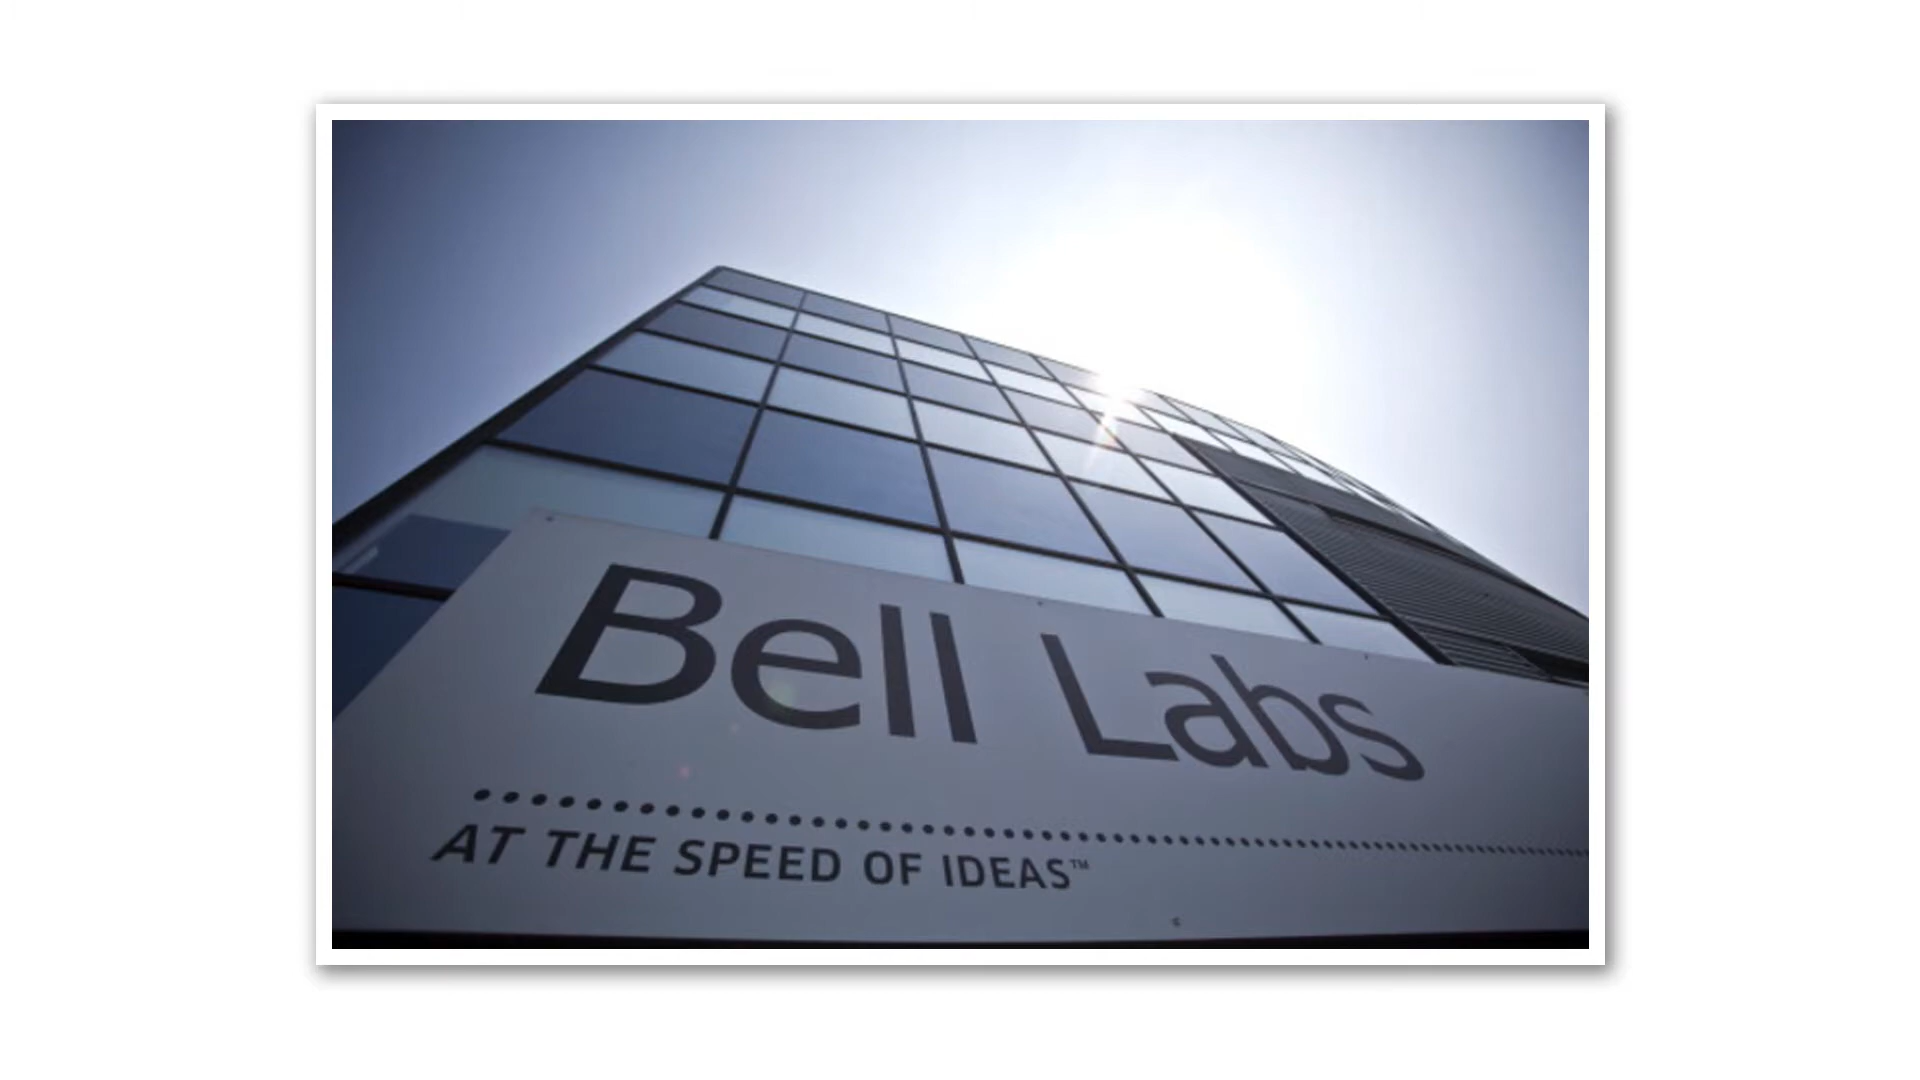 Bell Labs
AT THE SPEED OF IDEAS™